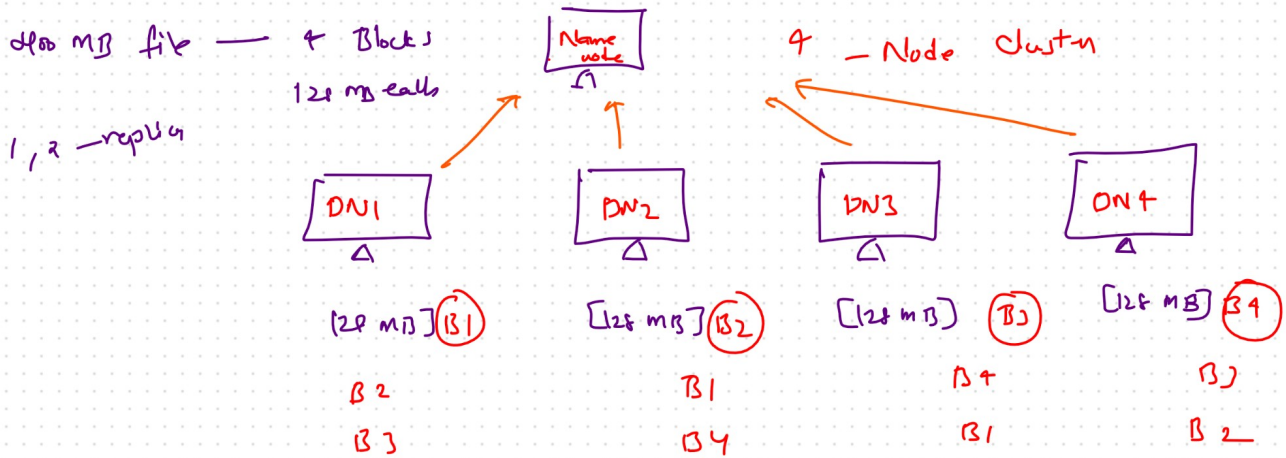 400 MB file — 4 Blocks
128 MB each
1, 2 — replica
Name node
4 — Node cluster
DN1 DN2 DN3 DN4
[128 MB] B1 [128 MB] B2 [128 MB] B3 [128 MB] B4
B2 B1 B4 B3
B3 B4 B1 B2